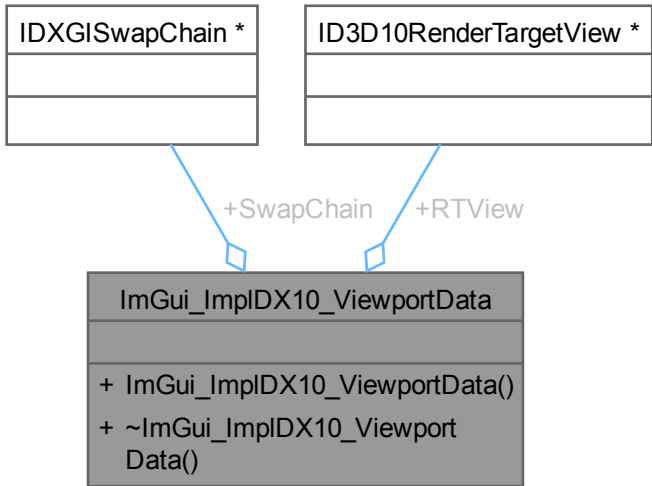 IDXGISwapChain *
ID3D10RenderTargetView *
+SwapChain
+RTView
ImGui_ImplDX10_ViewportData
+ ImGui_ImplDX10_ViewportData()
+ ~ImGui_ImplDX10_Viewport
Data()